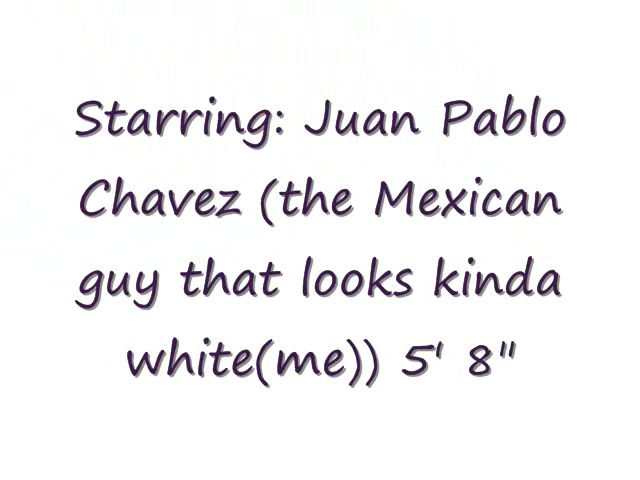 Starring: Juan Pablo
Chavez (the Mexican
guy that looks kinda
white(me)) 5' 8"